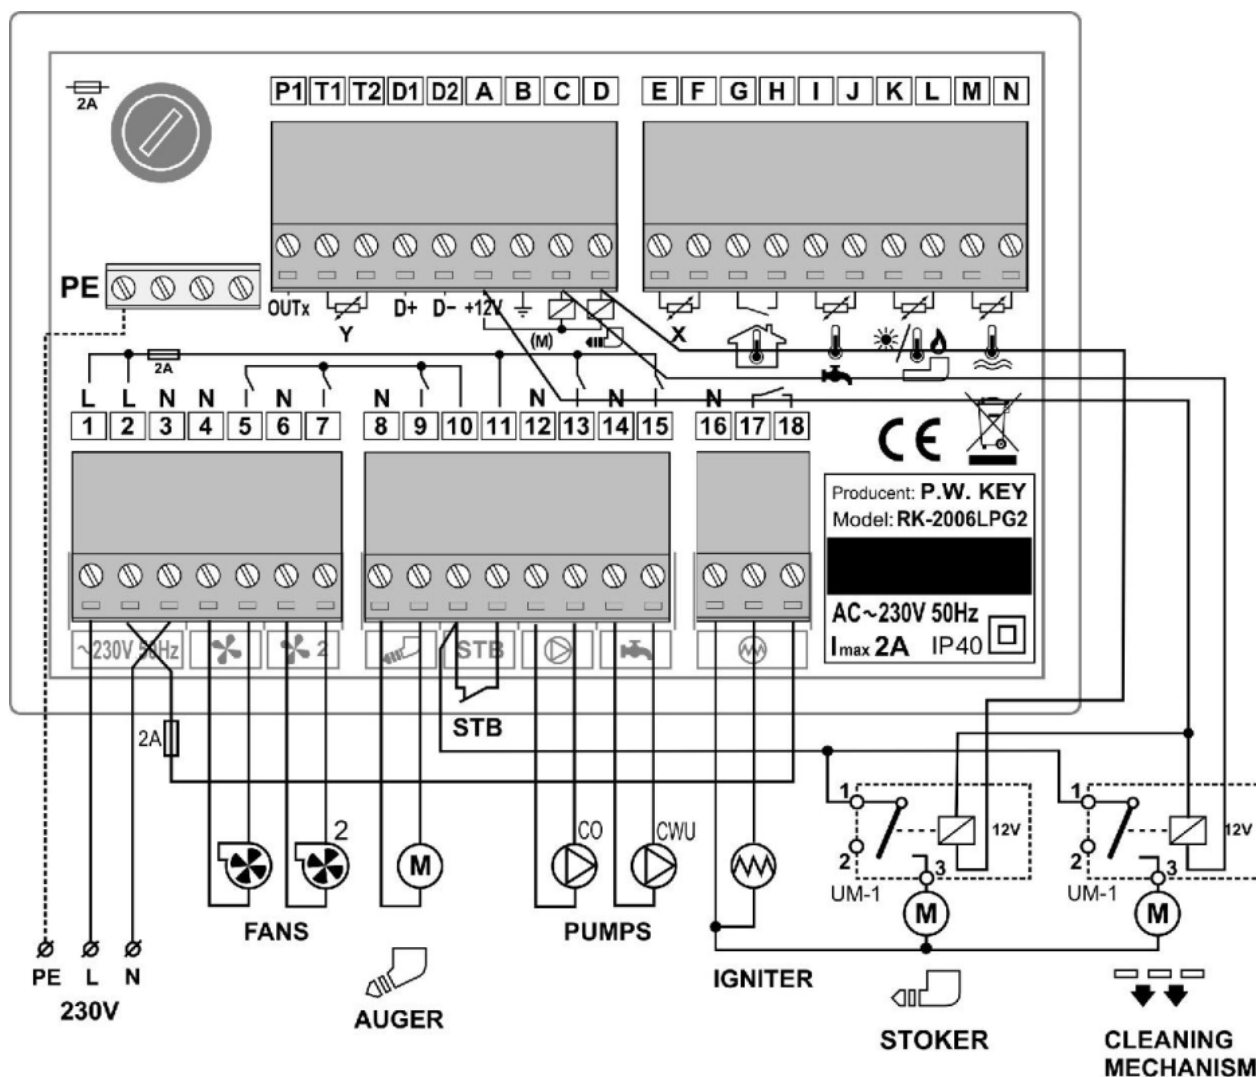 2A
P1 T1 T2 D1 D2 A B C D
E F G H I J K L M N
PE
OUTx
Y
D+ D- +12V
(M)
X
2A
L L N N N N N N N N
1 2 3 4 5 6 7
8 9 10 11 12 13 14 15
16 17 18
CE
Producent: P.W. KEY
Model: RK-2006LPG2
AC~230V 50Hz
Imax 2A IP40
~230V 50Hz
2
STB
STB
2A
2
CO
CWU
M
FANS
AUGER
PUMPS
IGNITER
1
2
3
12V
UM-1
M
STOKER
1
2
3
12V
UM-1
M
CLEANING
MECHANISM
PE L N
230V